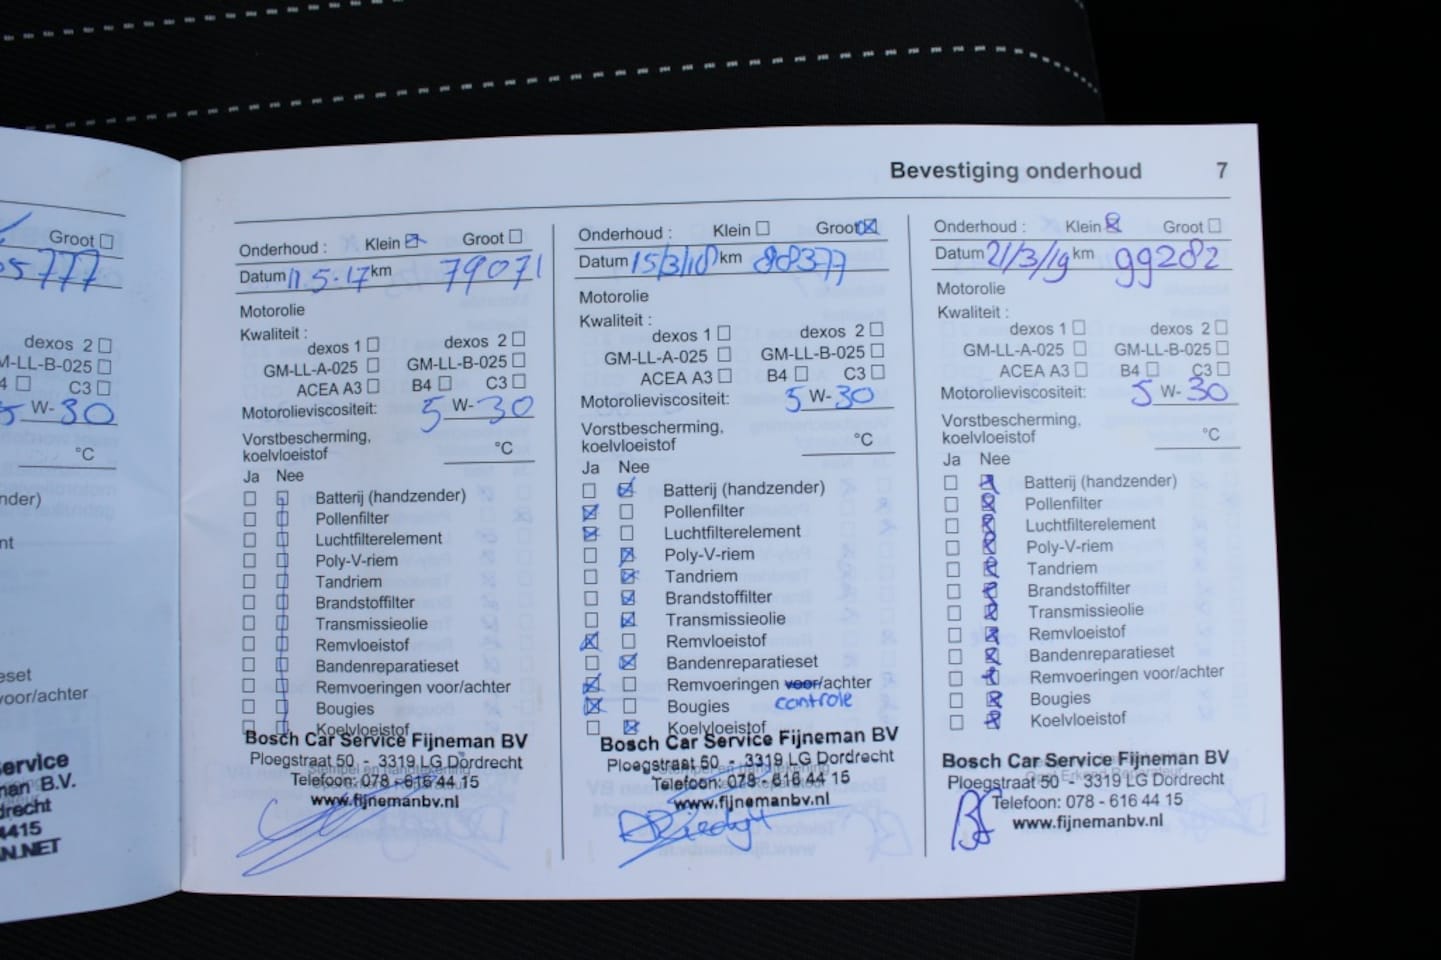 Bevestiging onderhoud 7
Groot
5777
dexos 2
GM-LL-B-025
C3
W-30
°C
ervice
man B.V.
drecht
4415
N.NET
Onderhoud : Klein Groot
Datum 11.5.17 km 79071
Motorolie
Kwaliteit :
dexos 1 dexos 2
GM-LL-A-025 GM-LL-B-025
ACEA A3 B4 C3
Motorolieviscositeit: 5 W-30
Vorstbescherming,
koelvloeistof °C
Ja Nee
Batterij (handzender)
Pollenfilter
Luchtfilterelement
Poly-V-riem
Tandriem
Brandstoffilter
Transmissieolie
Remvloeistof
Bandenreparatieset
Remvoeringen voor/achter
Bougies
Koelvloeistof
Bosch Car Service Fijneman BV
Ploegstraat 50 - 3319 LG Dordrecht
Telefoon: 078 - 616 44 15
www.fijnemanbv.nl
Onderhoud : Klein Groot
Datum 15/3/18 km 88377
Motorolie
Kwaliteit :
dexos 1 dexos 2
GM-LL-A-025 GM-LL-B-025
ACEA A3 B4 C3
Motorolieviscositeit: 5 W-30
Vorstbescherming,
koelvloeistof °C
Ja Nee
Batterij (handzender)
Pollenfilter
Luchtfilterelement
Poly-V-riem
Tandriem
Brandstoffilter
Transmissieolie
Remvloeistof
Bandenreparatieset
Remvoeringen voor/achter
Bougies controle
Koelvloeistof
Bosch Car Service Fijneman BV
Ploegstraat 50 - 3319 LG Dordrecht
Telefoon: 078 - 616 44 15
www.fijnemanbv.nl
Onderhoud : Klein Groot
Datum 21/3/19 km 99282
Motorolie
Kwaliteit :
dexos 1 dexos 2
GM-LL-A-025 GM-LL-B-025
ACEA A3 B4 C3
Motorolieviscositeit: 5 W-30
Vorstbescherming,
koelvloeistof °C
Ja Nee
Batterij (handzender)
Pollenfilter
Luchtfilterelement
Poly-V-riem
Tandriem
Brandstoffilter
Transmissieolie
Remvloeistof
Bandenreparatieset
Remvoeringen voor/achter
Bougies
Koelvloeistof
Bosch Car Service Fijneman BV
Ploegstraat 50 - 3319 LG Dordrecht
Telefoon: 078 - 616 44 15
www.fijnemanbv.nl